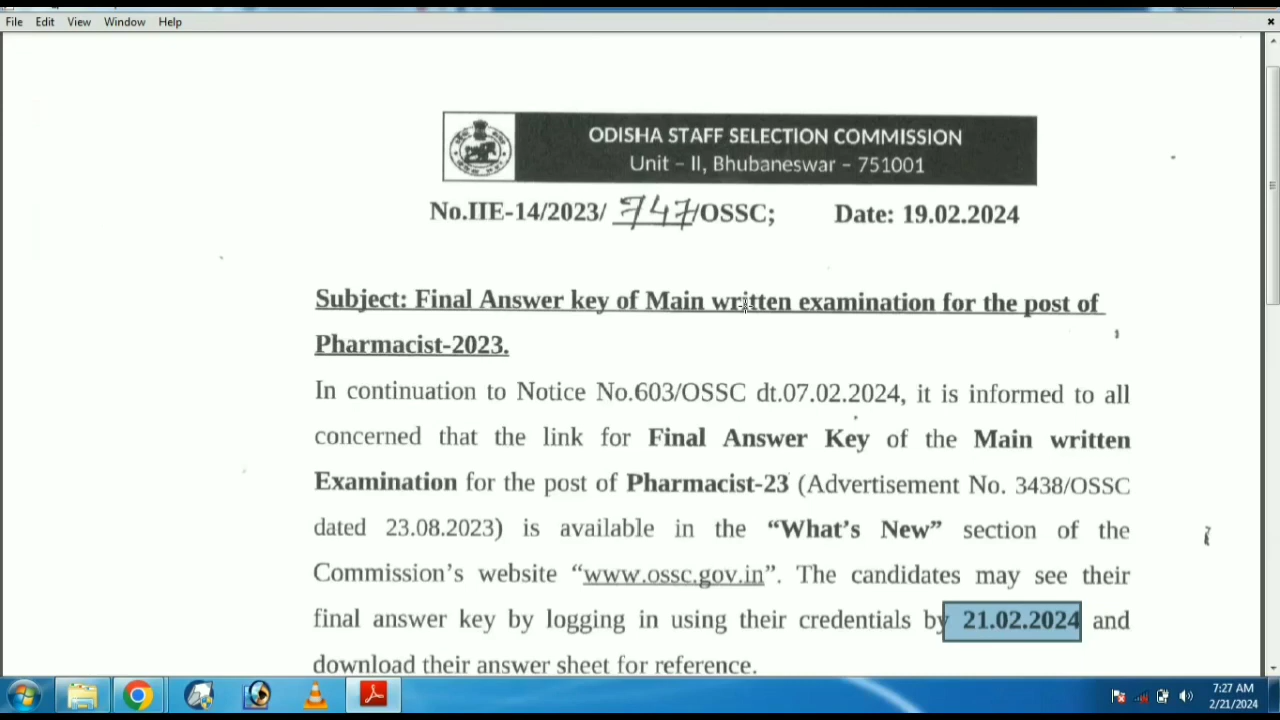 File Edit View Window Help
ODISHA STAFF SELECTION COMMISSION
Unit – II, Bhubaneswar – 751001
No.IIE-14/2023/ 747/OSSC; Date: 19.02.2024
Subject: Final Answer key of Main written examination for the post of
Pharmacist-2023.
In continuation to Notice No.603/OSSC dt.07.02.2024, it is informed to all
concerned that the link for Final Answer Key of the Main written
Examination for the post of Pharmacist-23 (Advertisement No. 3438/OSSC
dated 23.08.2023) is available in the “What’s New” section of the
Commission’s website “www.ossc.gov.in”. The candidates may see their
final answer key by logging in using their credentials by 21.02.2024 and
download their answer sheet for reference.
7:27 AM
2/21/2024